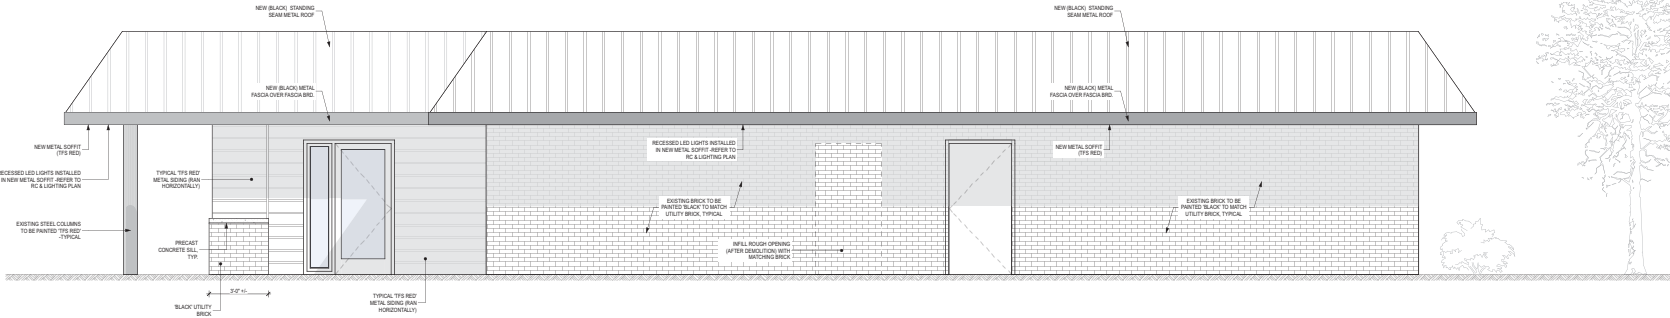 NEW (BLACK) STANDING
SEAM METAL ROOF
NEW (BLACK) STANDING
SEAM METAL ROOF
NEW (BLACK) METAL
FASCIA OVER FASCIA BRD.
NEW (BLACK) METAL
FASCIA OVER FASCIA BRD.
NEW METAL SOFFIT
(TFS RED)
RECESSED LED LIGHTS INSTALLED
IN NEW METAL SOFFIT -REFER TO
RC & LIGHTING PLAN
TYPICAL 'TFS RED'
METAL SIDING (RAN
HORIZONTALLY)
RECESSED LED LIGHTS INSTALLED
IN NEW METAL SOFFIT -REFER TO
RC & LIGHTING PLAN
NEW METAL SOFFIT
(TFS RED)
EXISTING STEEL COLUMNS
TO BE PAINTED 'TFS RED'
-TYPICAL
EXISTING BRICK TO BE
PAINTED 'BLACK' TO MATCH
UTILITY BRICK, TYPICAL
EXISTING BRICK TO BE
PAINTED 'BLACK' TO MATCH
UTILITY BRICK, TYPICAL
PRECAST
CONCRETE SILL,
TYP.
INFILL ROUGH OPENING
(AFTER DEMOLITION) WITH
MATCHING BRICK
3'-0" +/-
'BLACK' UTILITY
BRICK
TYPICAL 'TFS RED'
METAL SIDING (RAN
HORIZONTALLY)